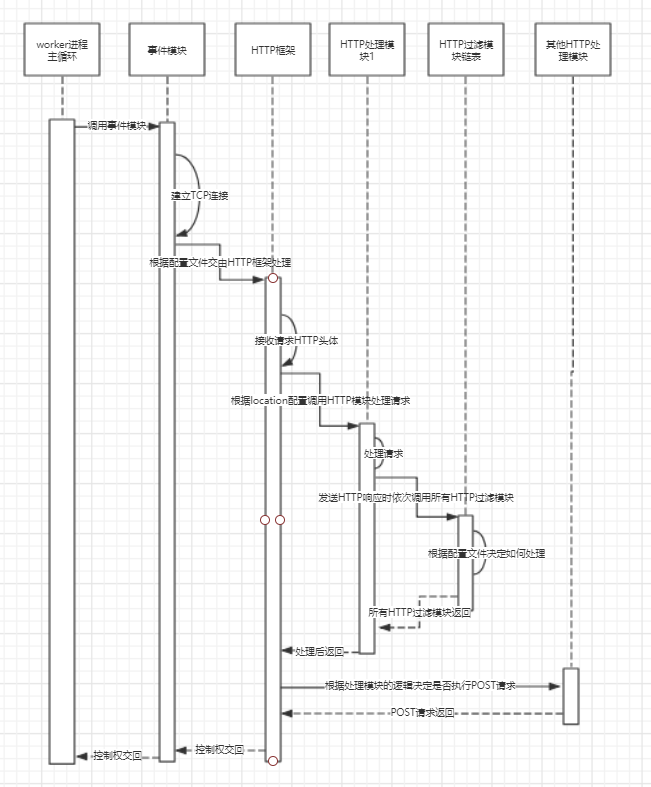 worker进程
主循环
事件模块
HTTP框架
HTTP处理模
块1
HTTP过滤模
块链表
其他HTTP处
理模块
调用事件模块
建立TCP连接
根据配置文件交由HTTP框架处理
接收请求HTTP头体
根据location配置调用HTTP模块处理请求
处理请求
发送HTTP响应时依次调用所有HTTP过滤模块
根据配置文件决定如何处理
所有HTTP过滤模块返回
处理后返回
根据处理模块的逻辑决定是否执行POST请求
POST请求返回
控制权交回
控制权交回